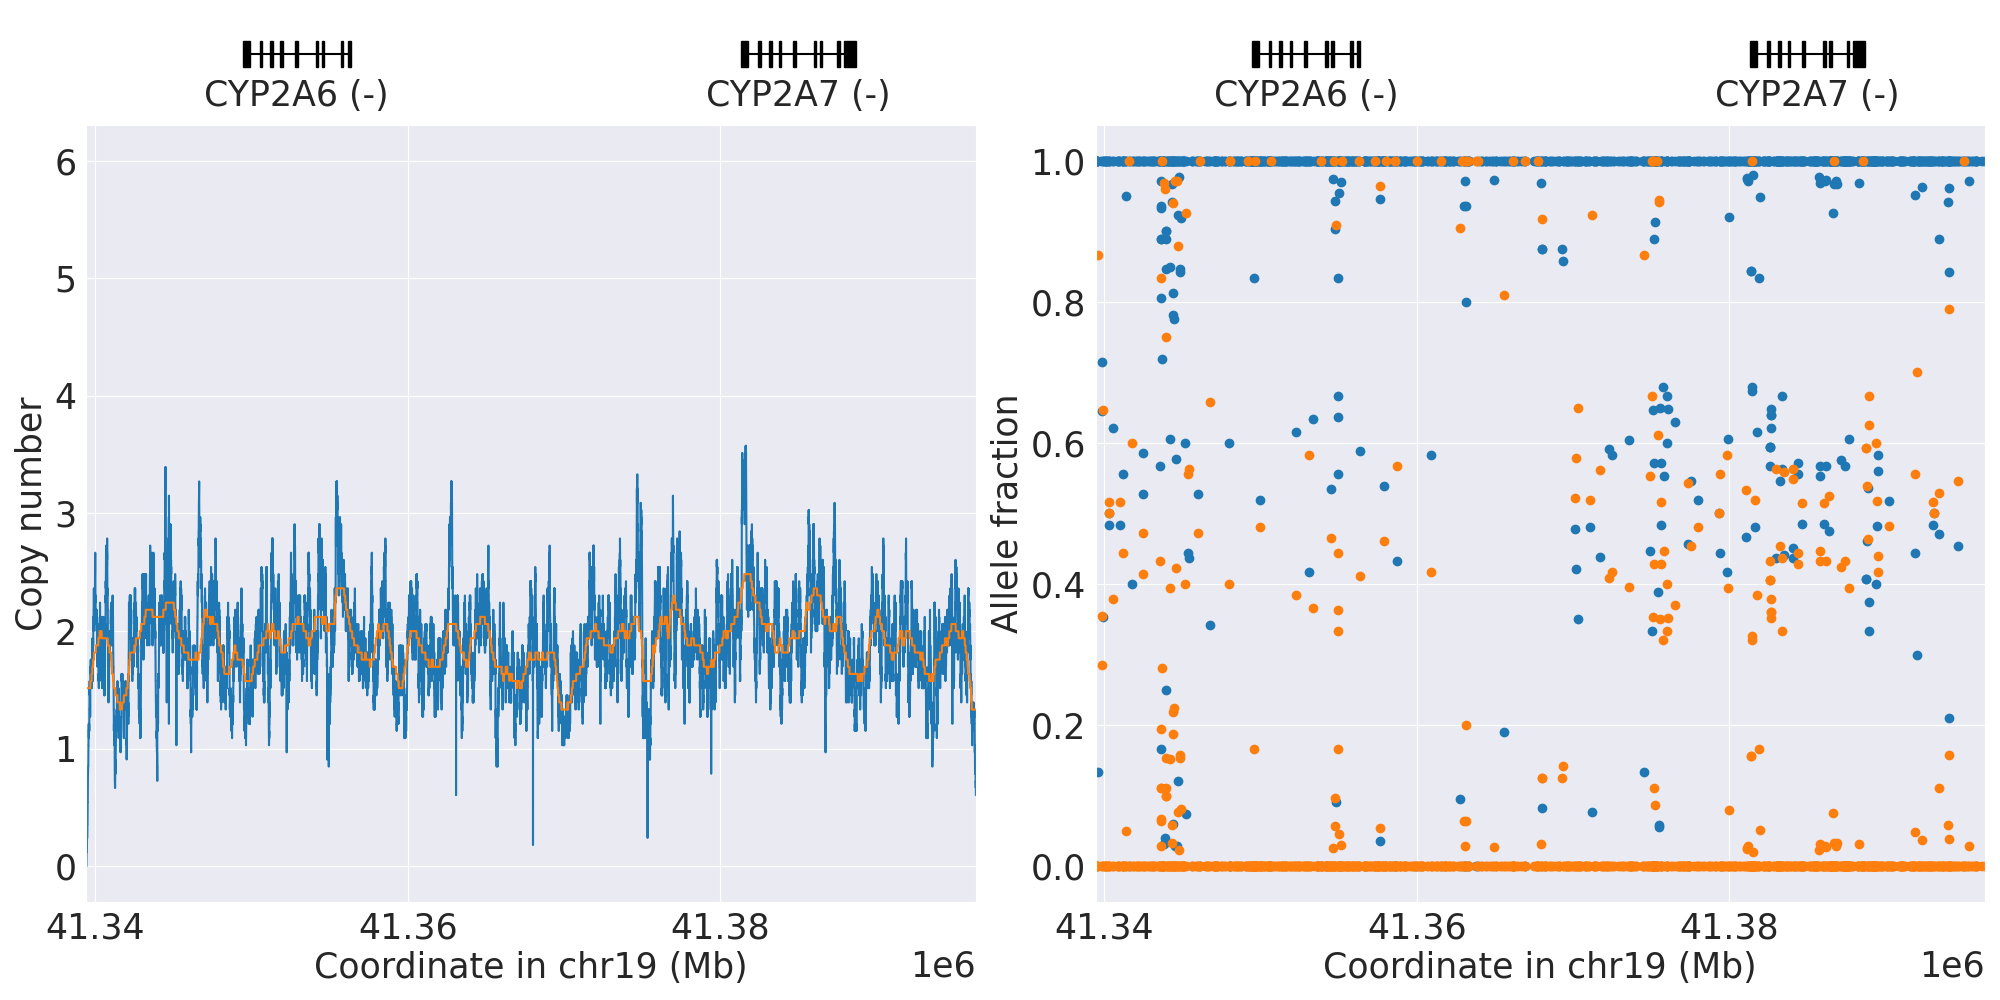 CYP2A6 (-)
CYP2A7 (-)
Copy number
6
5
4
3
2
1
0
41.34
41.36
41.38
Coordinate in chr19 (Mb)
1e6
CYP2A6 (-)
CYP2A7 (-)
Allele fraction
1.0
0.8
0.6
0.4
0.2
0.0
41.34
41.36
41.38
Coordinate in chr19 (Mb)
1e6